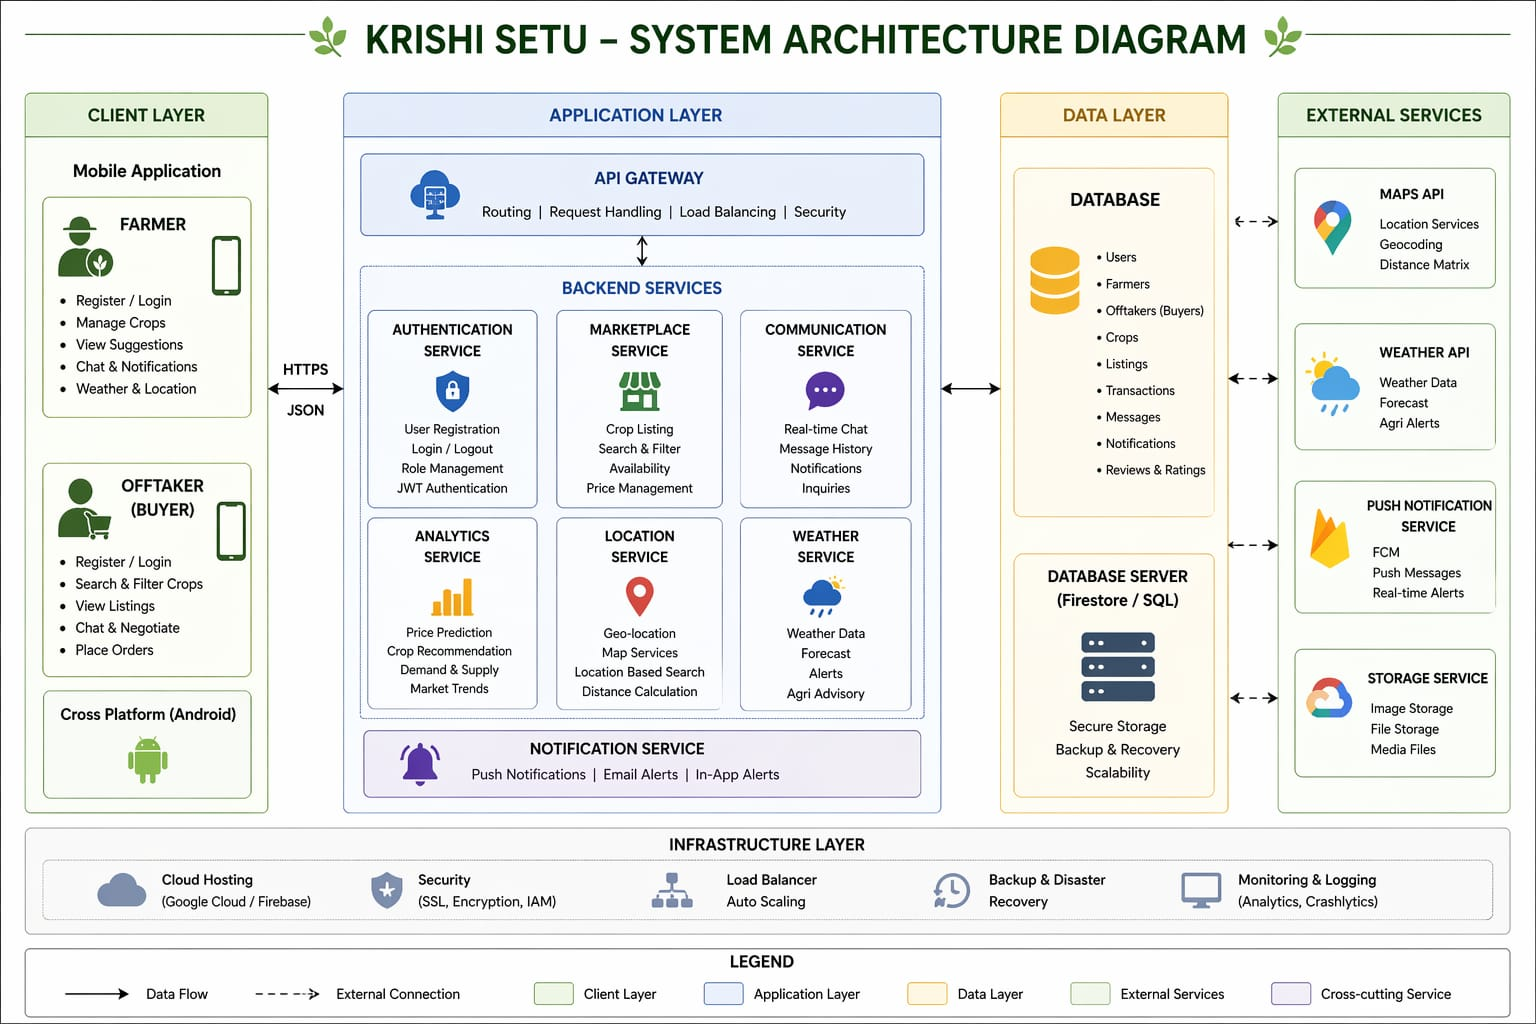 KRISHI SETU – SYSTEM ARCHITECTURE DIAGRAM
CLIENT LAYER
Mobile Application
FARMER
• Register / Login
• Manage Crops
• View Suggestions
• Chat & Notifications
• Weather & Location
OFFTAKER
(BUYER)
• Register / Login
• Search & Filter Crops
• View Listings
• Chat & Negotiate
• Place Orders
Cross Platform (Android)
HTTPS
JSON
APPLICATION LAYER
API GATEWAY
Routing | Request Handling | Load Balancing | Security
BACKEND SERVICES
AUTHENTICATION
SERVICE
User Registration
Login / Logout
Role Management
JWT Authentication
MARKETPLACE
SERVICE
Crop Listing
Search & Filter
Availability
Price Management
COMMUNICATION
SERVICE
Real-time Chat
Message History
Notifications
Inquiries
ANALYTICS
SERVICE
Price Prediction
Crop Recommendation
Demand & Supply
Market Trends
LOCATION
SERVICE
Geo-location
Map Services
Location Based Search
Distance Calculation
WEATHER
SERVICE
Weather Data
Forecast
Alerts
Agri Advisory
NOTIFICATION SERVICE
Push Notifications | Email Alerts | In-App Alerts
DATA LAYER
DATABASE
• Users
• Farmers
• Offtakers (Buyers)
• Crops
• Listings
• Transactions
• Messages
• Notifications
• Reviews & Ratings
DATABASE SERVER
(Firestore / SQL)
Secure Storage
Backup & Recovery
Scalability
EXTERNAL SERVICES
MAPS API
Location Services
Geocoding
Distance Matrix
WEATHER API
Weather Data
Forecast
Agri Alerts
PUSH NOTIFICATION
SERVICE
FCM
Push Messages
Real-time Alerts
STORAGE SERVICE
Image Storage
File Storage
Media Files
INFRASTRUCTURE LAYER
Cloud Hosting
(Google Cloud / Firebase)
Security
(SSL, Encryption, IAM)
Load Balancer
Auto Scaling
Backup & Disaster
Recovery
Monitoring & Logging
(Analytics, Crashlytics)
LEGEND
Data Flow
External Connection
Client Layer
Application Layer
Data Layer
External Services
Cross-cutting Service